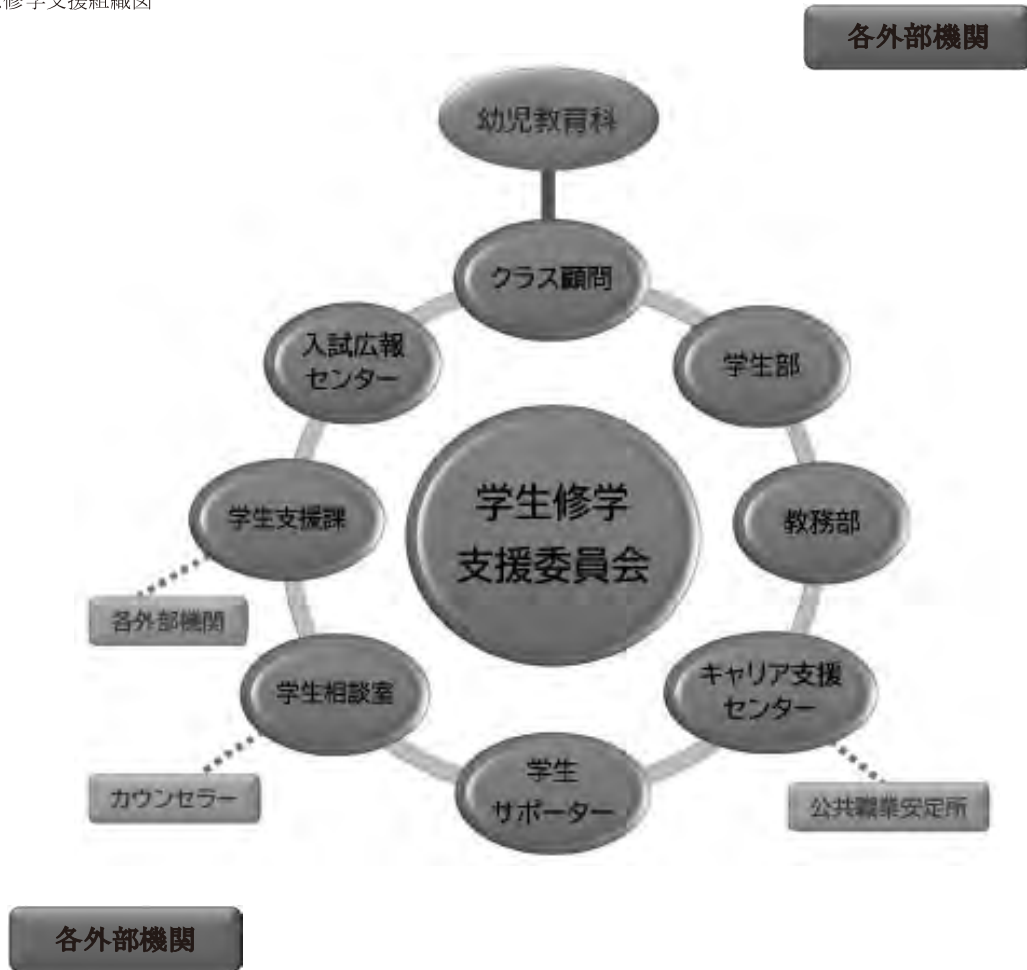 修学支援組織図
各外部機関
幼児教育科
クラス顧問
入試広報
センター
学生部
学生修学
支援委員会
学生支援課
教務部
各外部機関
学生相談室
キャリア支援
センター
学生
サポーター
カウンセラー
公共職業安定所
各外部機関